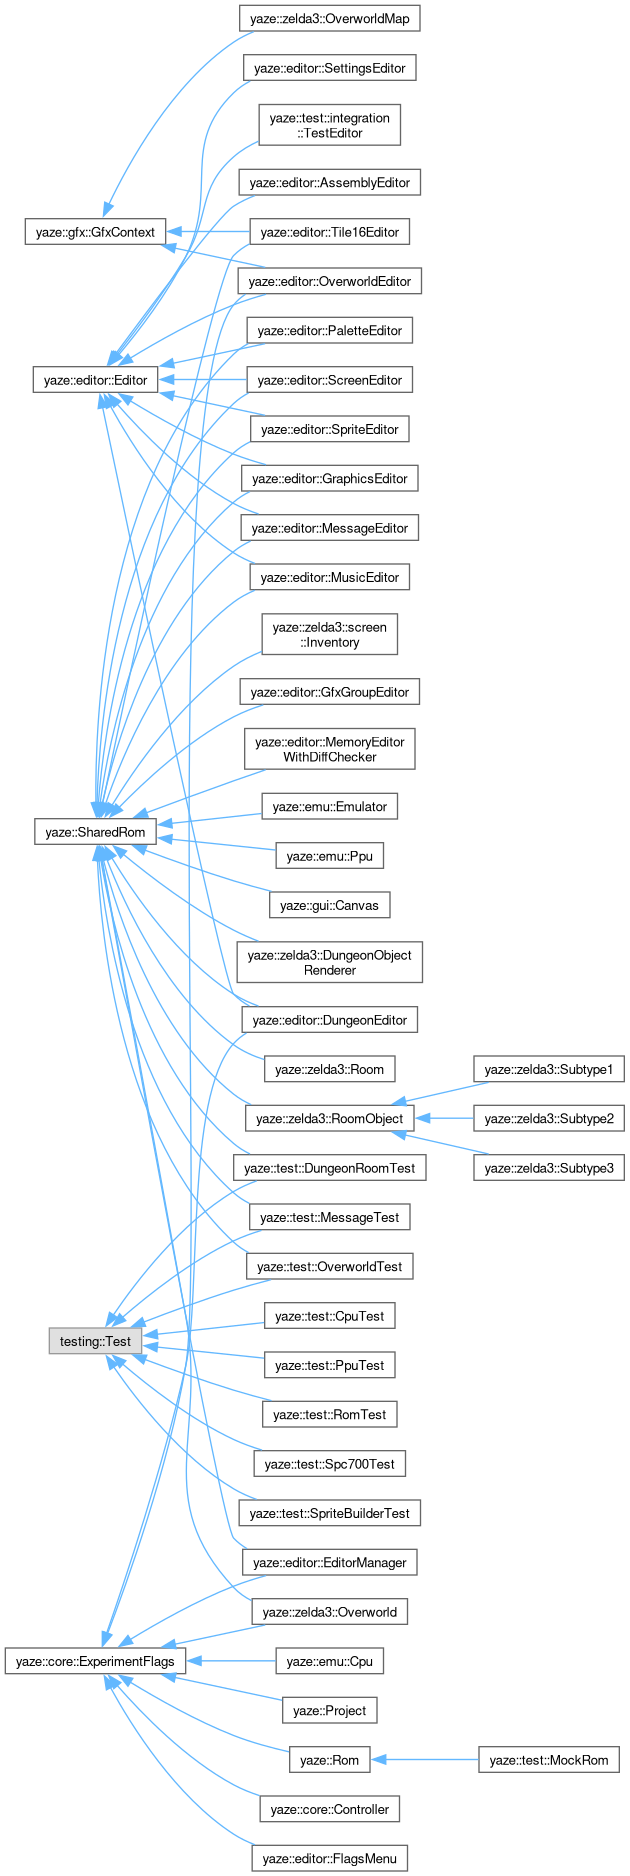 yaze::zelda3::OverworldMap
yaze::editor::SettingsEditor
yaze::test::integration
::TestEditor
yaze::editor::AssemblyEditor
yaze::gfx::GfxContext
yaze::editor::Tile16Editor
yaze::editor::OverworldEditor
yaze::editor::PaletteEditor
yaze::editor::Editor
yaze::editor::ScreenEditor
yaze::editor::SpriteEditor
yaze::editor::GraphicsEditor
yaze::editor::MessageEditor
yaze::editor::MusicEditor
yaze::zelda3::screen
::Inventory
yaze::editor::GfxGroupEditor
yaze::editor::MemoryEditor
WithDiffChecker
yaze::emu::Emulator
yaze::SharedRom
yaze::emu::Ppu
yaze::gui::Canvas
yaze::zelda3::DungeonObject
Renderer
yaze::editor::DungeonEditor
yaze::zelda3::Room
yaze::zelda3::Subtype1
yaze::zelda3::RoomObject
yaze::zelda3::Subtype2
yaze::test::DungeonRoomTest
yaze::zelda3::Subtype3
yaze::test::MessageTest
yaze::test::OverworldTest
yaze::test::CpuTest
testing::Test
yaze::test::PpuTest
yaze::test::RomTest
yaze::test::Spc700Test
yaze::test::SpriteBuilderTest
yaze::editor::EditorManager
yaze::zelda3::Overworld
yaze::core::ExperimentFlags
yaze::emu::Cpu
yaze::Project
yaze::Rom
yaze::test::MockRom
yaze::core::Controller
yaze::editor::FlagsMenu